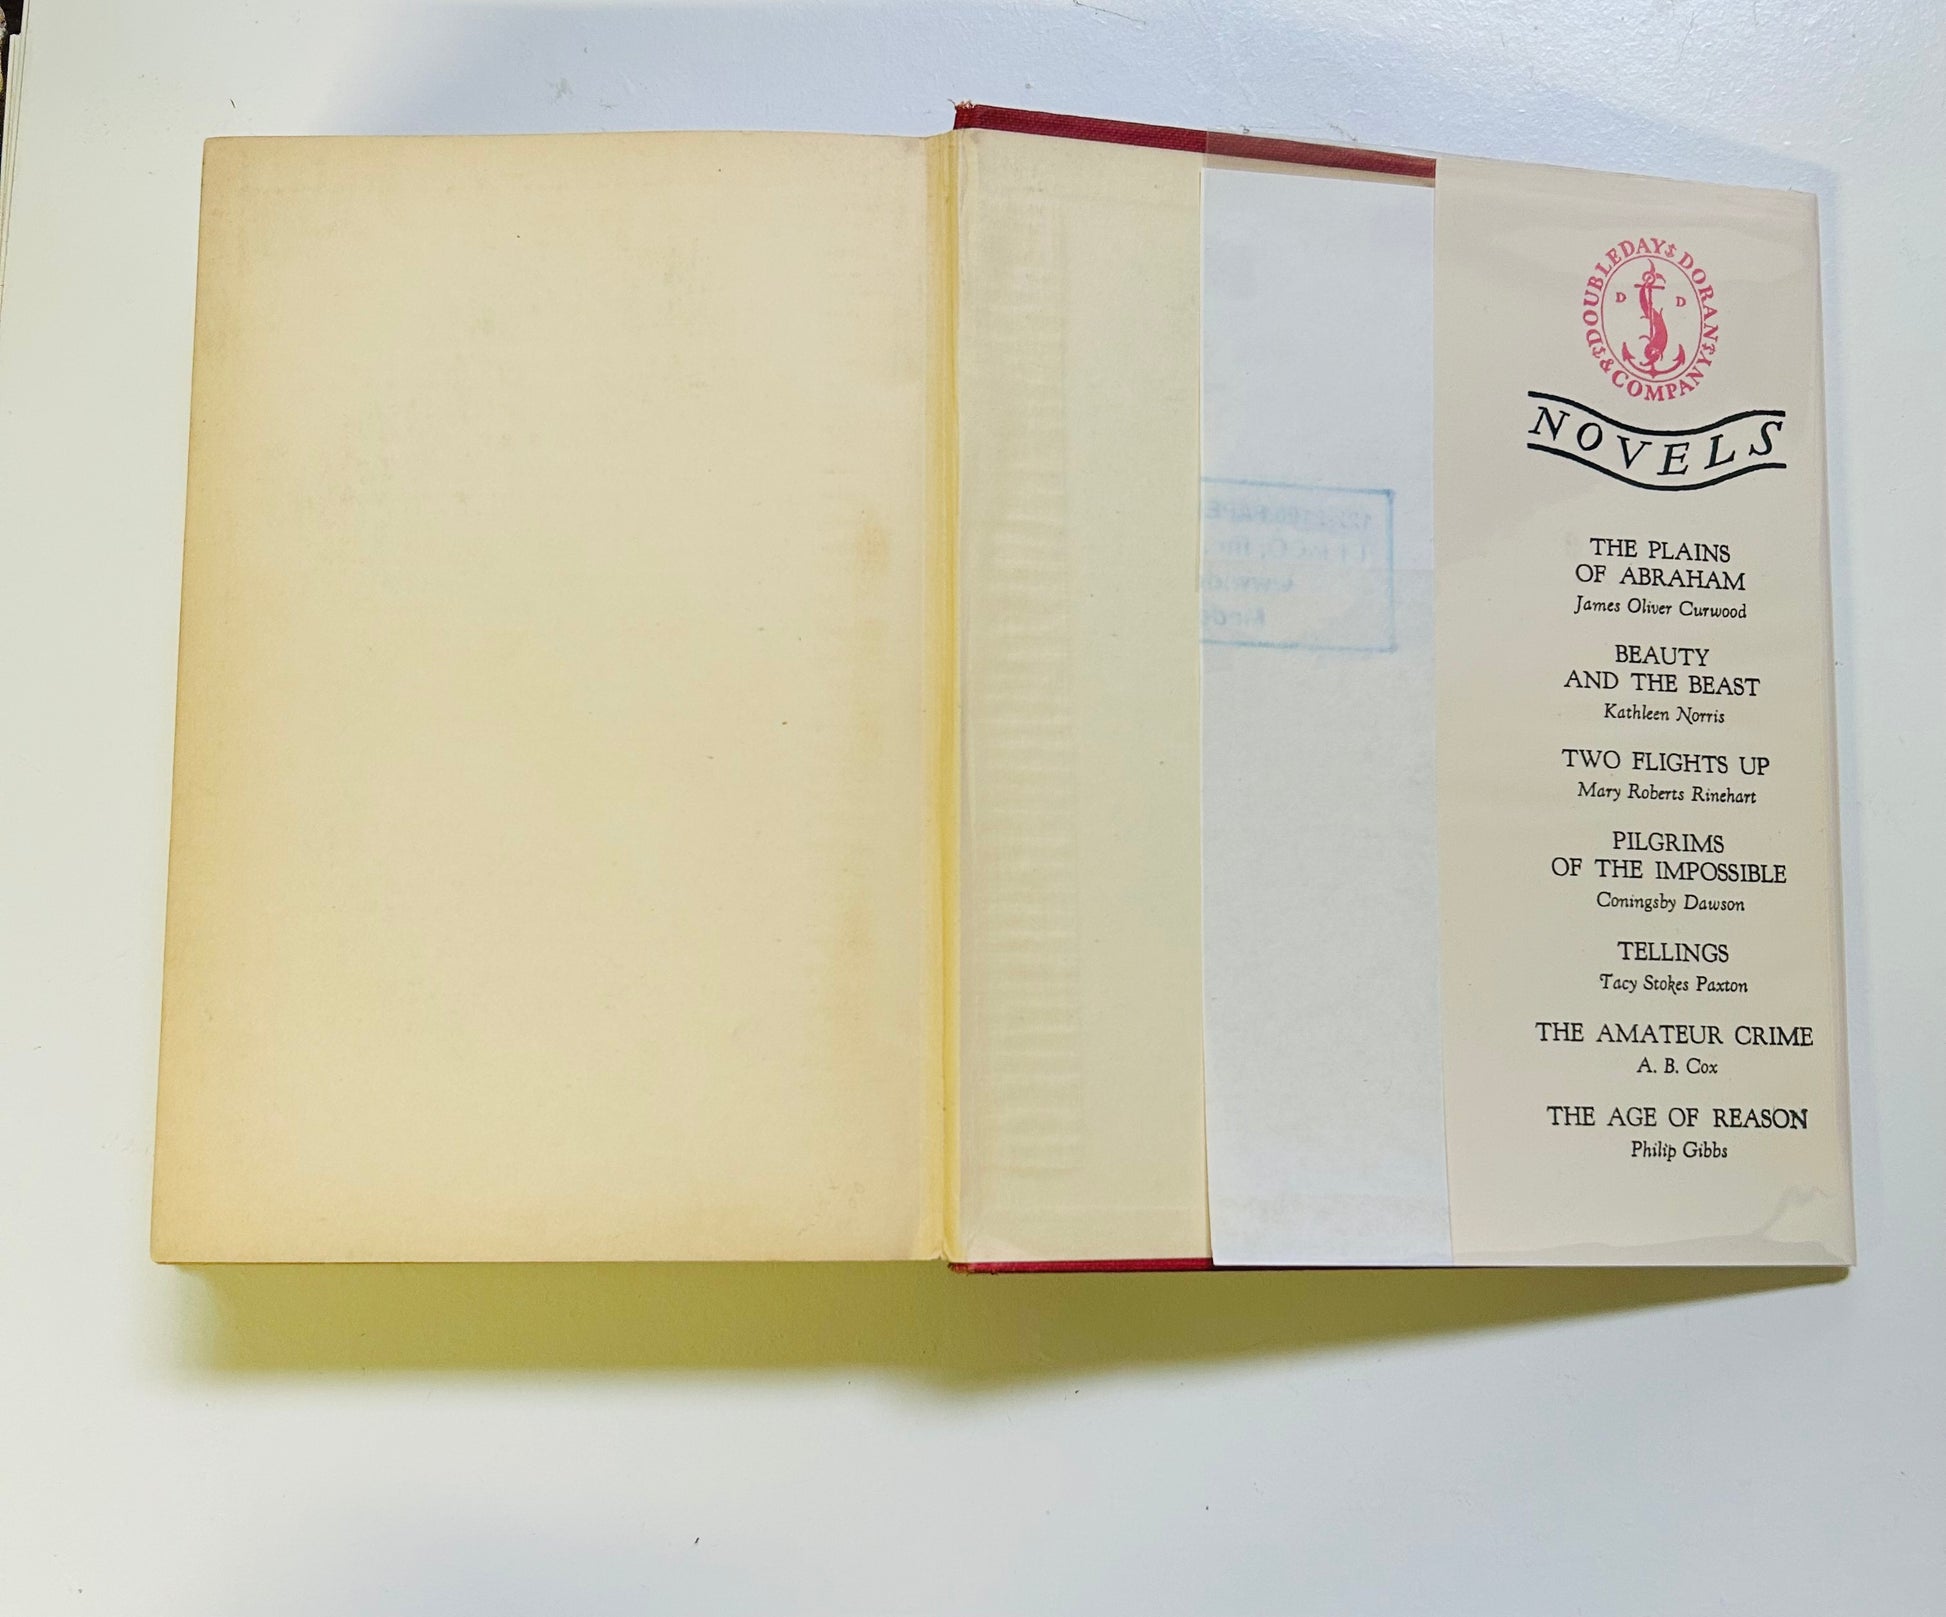 DOUBLEDAY DORAN & COMPANY
D D
NOVELS
THE PLAINS
OF ABRAHAM
James Oliver Curwood
BEAUTY
AND THE BEAST
Kathleen Norris
TWO FLIGHTS UP
Mary Roberts Rinehart
PILGRIMS
OF THE IMPOSSIBLE
Coningsby Dawson
TELLINGS
Tacy Stokes Paxton
THE AMATEUR CRIME
A. B. Cox
THE AGE OF REASON
Philip Gibbs